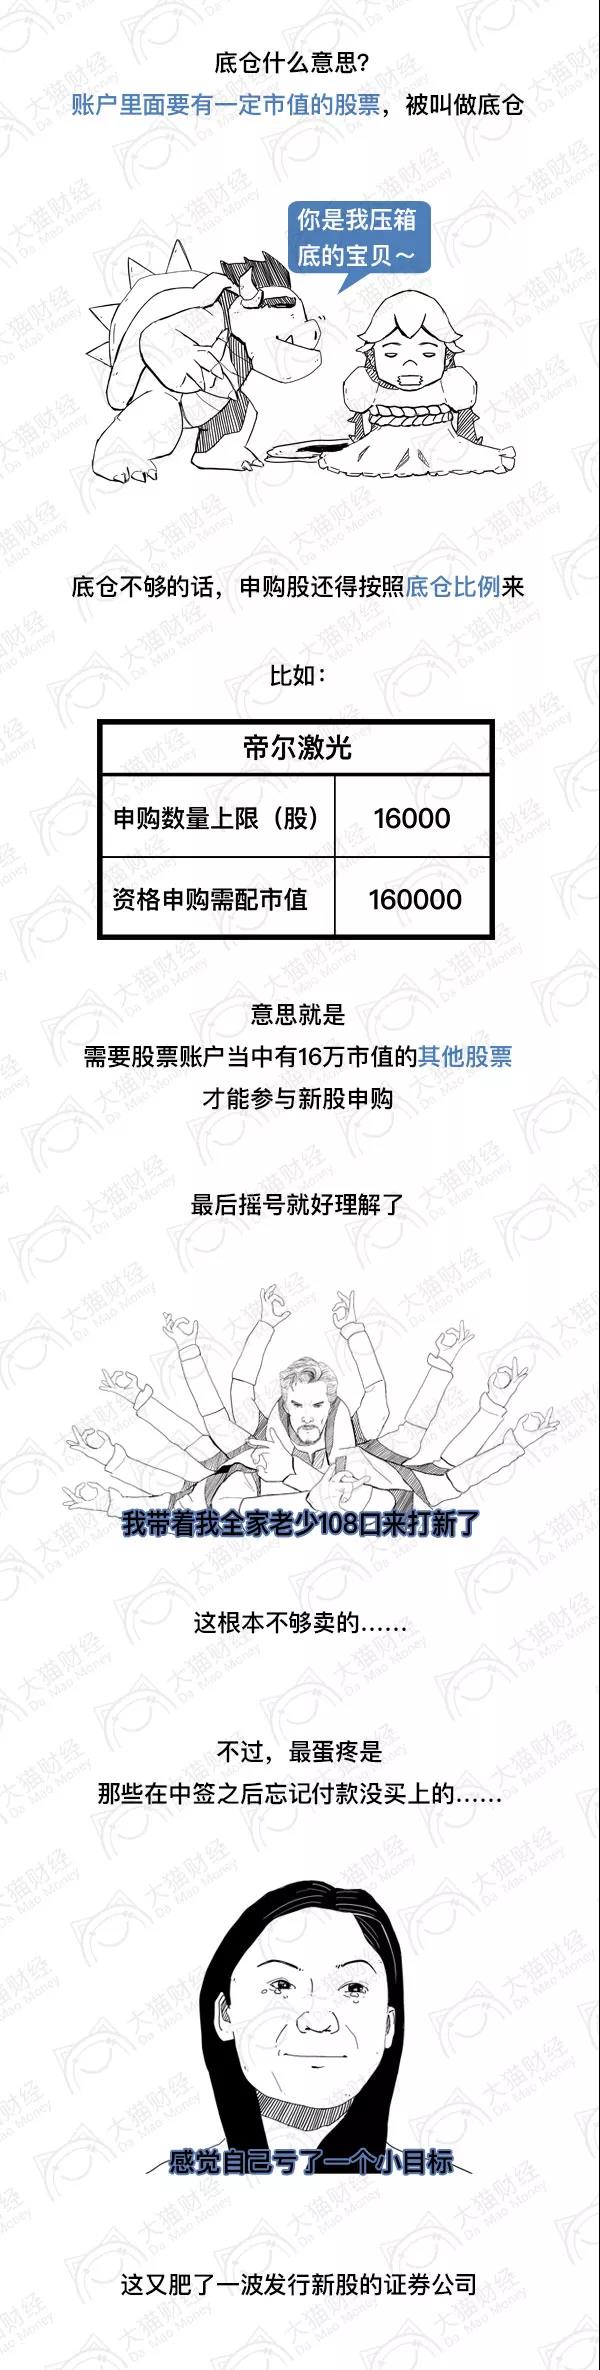 底仓什么意思？
账户里面要有一定市值的股票，被叫做底仓
你是我压箱
底的宝贝～
底仓不够的话，申购股还得按照底仓比例来
比如：
帝尔激光
申购数量上限（股） 16000
资格申购需配市值 160000
意思就是
需要股票账户当中有16万市值的其他股票
才能参与新股申购
最后摇号就好理解了
我带着我全家老少108口来打新了
这根本不够卖的……
不过，最蛋疼是
那些在中签之后忘记付款没买上的……
感觉自己亏了一个小目标
这又肥了一波发行新股的证券公司
大猫财经
Da Mao Money